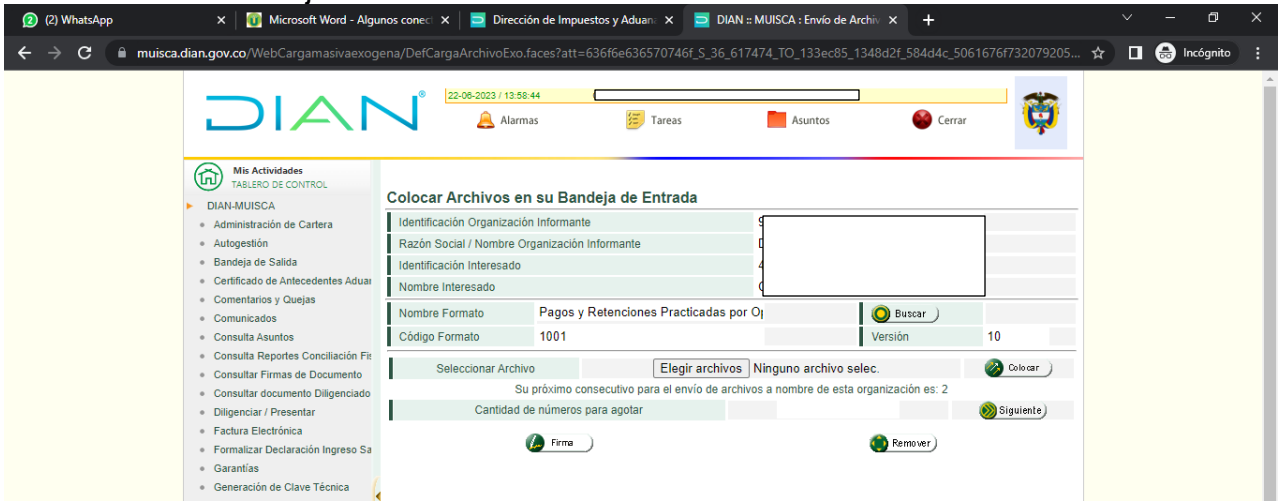 (2) WhatsApp
Microsoft Word - Algunos conec
Dirección de Impuestos y Aduan
DIAN :: MUISCA : Envío de Archiv
muisca.dian.gov.co/WebCargamasivaexogena/DefCargaArchivoExo.faces?att=636f6e636570746f_S_36_617474_TO_133ec85_1348d2f_584d4c_5061676f732079205...
Incógnito
DIAN®
22-06-2023 / 13:58:44
Alarmas
Tareas
Asuntos
Cerrar
Mis Actividades
TABLERO DE CONTROL
DIAN-MUISCA
Administración de Cartera
Autogestión
Bandeja de Salida
Certificado de Antecedentes Aduar
Comentarios y Quejas
Comunicados
Consulta Asuntos
Consulta Reportes Conciliación Fis
Consultar Firmas de Documento
Consultar documento Diligenciado
Diligenciar / Presentar
Factura Electrónica
Formalizar Declaración Ingreso Sa
Garantías
Generación de Clave Técnica
Colocar Archivos en su Bandeja de Entrada
Identificación Organización Informante
Razón Social / Nombre Organización Informante
Identificación Interesado
Nombre Interesado
Nombre Formato Pagos y Retenciones Practicadas por Buscar
Código Formato 1001 Versión 10
Seleccionar Archivo Elegir archivos Ninguno archivo selec. Colocar
Su próximo consecutivo para el envío de archivos a nombre de esta organización es: 2
Cantidad de números para agotar Siguiente
Firma Remover